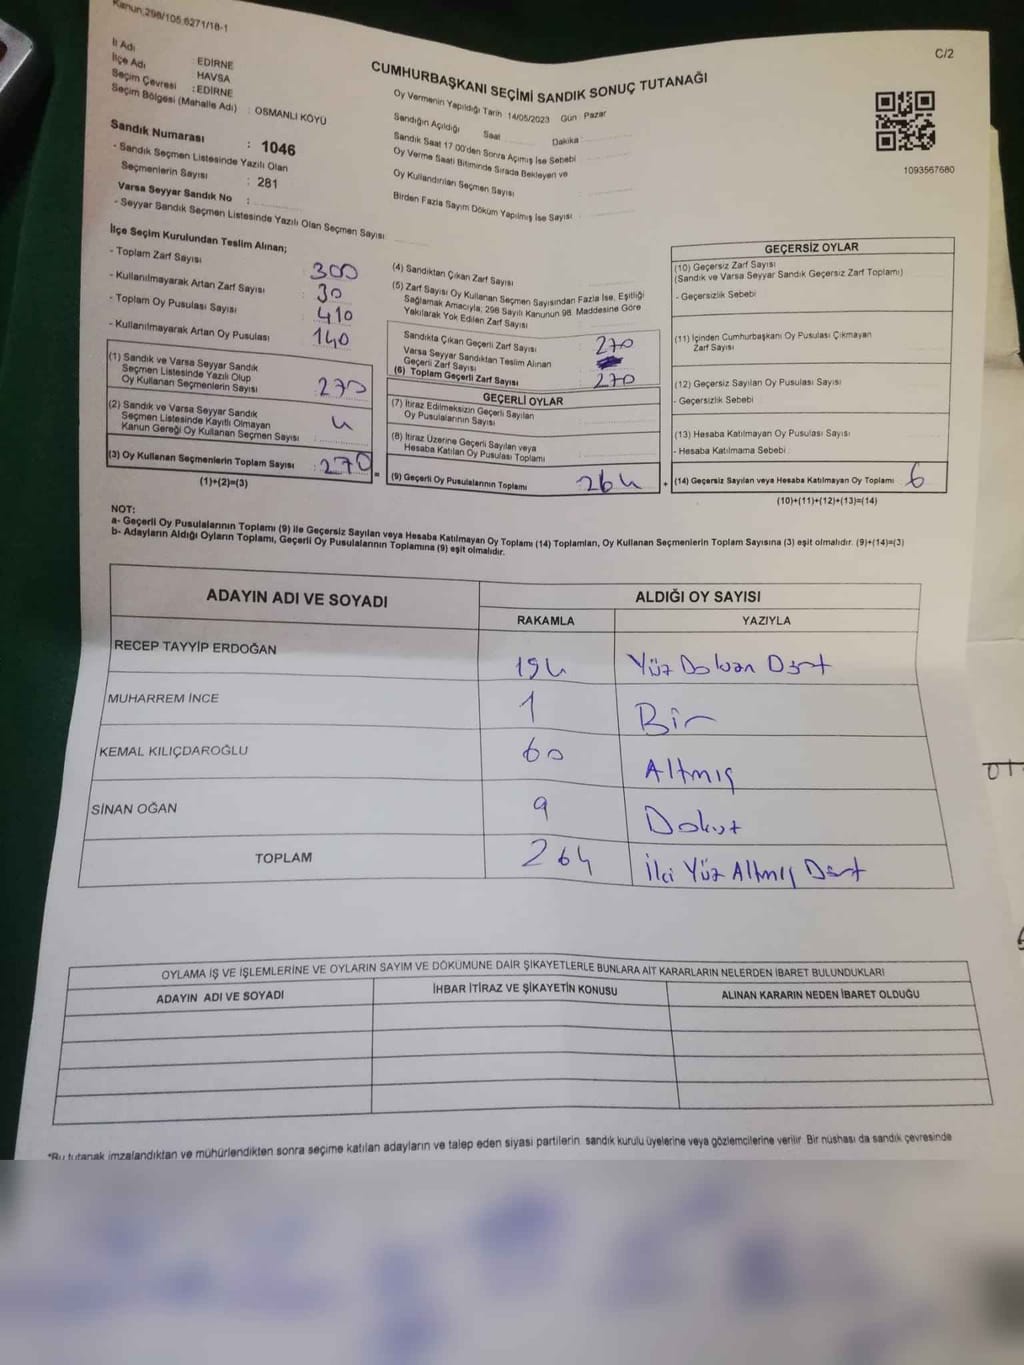 Kanun:298/105,6271/18-1
C/2
İl Adı : EDİRNE
İlçe Adı : HAVSA
Seçim Çevresi : EDİRNE
Seçim Bölgesi (Mahalle Adı) : OSMANLI KÖYÜ
Sandık Numarası : 1046
- Sandık Seçmen Listesinde Yazılı Olan
Seçmenlerin Sayısı : 281
Varsa Seyyar Sandık No :
- Seyyar Sandık Seçmen Listesinde Yazılı Olan Seçmen Sayısı
CUMHURBAŞKANI SEÇİMİ SANDIK SONUÇ TUTANAĞI
Oy Vermenin Yapıldığı Tarih 14/05/2023 Gün Pazar
Sandığın Açıldığı Saat Dakika
Sandık Saat 17.00'den Sonra Açımış İse Sebebi
Oy Verme Saati Bitiminde Sırada Bekleyen ve
Oy Kullandırılan Seçmen Sayısı
Birden Fazla Sayım Döküm Yapılmış İse Sayısı
1093567680
İlçe Seçim Kurulundan Teslim Alınan;
- Toplam Zarf Sayısı : 300
- Kullanılmayarak Artan Zarf Sayısı : 30
- Toplam Oy Pusulası Sayısı : 410
- Kullanılmayarak Artan Oy Pusulası : 140
(1) Sandık ve Varsa Seyyar Sandık
Seçmen Listesinde Yazılı Olup
Oy Kullanan Seçmenlerin Sayısı : 270
(2) Sandık ve Varsa Seyyar Sandık
Seçmen Listesinde Kayıtlı Olmayan
Kanun Gereği Oy Kullanan Seçmen Sayısı :
(3) Oy Kullanan Seçmenlerin Toplam Sayısı : 270
(1)+(2)=(3)
(4) Sandıktan Çıkan Zarf Sayısı
(5) Zarf Sayısı Oy Kullanan Seçmen Sayısından Fazla İse, Eşitliği
Sağlamak Amacıyla, 298 Sayılı Kanunun 98. Maddesine Göre
Yakılarak Yok Edilen Zarf Sayısı
Sandıkta Çıkan Geçerli Zarf Sayısı : 270
Varsa Seyyar Sandıktan Teslim Alınan
Geçerli Zarf Sayısı
(6) Toplam Geçerli Zarf Sayısı : 270
GEÇERLİ OYLAR
(7) İtiraz Edilmeksizin Geçerli Sayılan
Oy Pusulalarının Sayısı
(8) İtiraz Üzerine Geçerli Sayılan veya
Hesaba Katılan Oy Pusulası Toplamı
= (9) Geçerli Oy Pusulalarının Toplamı 264
GEÇERSİZ OYLAR
(10) Geçersiz Zarf Sayısı
(Sandık ve Varsa Seyyar Sandık Geçersiz Zarf Toplamı)
- Geçersizlik Sebebi
(11) İçinden Cumhurbaşkanı Oy Pusulası Çıkmayan
Zarf Sayısı
(12) Geçersiz Sayılan Oy Pusulası Sayısı
- Geçersizlik Sebebi
(13) Hesaba Katılmayan Oy Pusulası Sayısı
- Hesaba Katılmama Sebebi
+ (14) Geçersiz Sayılan veya Hesaba Katılmayan Oy Toplamı 6
(10)+(11)+(12)+(13)=(14)
NOT:
a- Geçerli Oy Pusulalarının Toplamı (9) ile Geçersiz Sayılan veya Hesaba Katılmayan Oy Toplamı (14) Toplamları, Oy Kullanan Seçmenlerin Toplam Sayısına (3) eşit olmalıdır. (9)+(14)=(3)
b- Adayların Aldığı Oyların Toplamı, Geçerli Oy Pusulalarının Toplamına (9) eşit olmalıdır.
ADAYIN ADI VE SOYADI
ALDIĞI OY SAYISI
RAKAMLA YAZIYLA
RECEP TAYYİP ERDOĞAN 194 Yüz Doksan Dört
MUHARREM İNCE 1 Bir
KEMAL KILIÇDAROĞLU 60 Altmış
SİNAN OĞAN 9 Dokuz
TOPLAM 264 İki Yüz Altmış Dört
OYLAMA İŞ VE İŞLEMLERİNE VE OYLARIN SAYIM VE DÖKÜMÜNE DAİR ŞİKAYETLERLE BUNLARA AİT KARARLARIN NELERDEN İBARET BULUNDUKLARI
ADAYIN ADI VE SOYADI İHBAR İTİRAZ VE ŞİKAYETİN KONUSU ALINAN KARARIN NEDEN İBARET OLDUĞU
*Bu tutanak imzalandıktan ve mühürlendikten sonra seçime katılan adayların ve talep eden siyasi partilerin sandık kurulu üyelerine veya gözlemcilerine verilir. Bir nüshası da sandık çevresinde